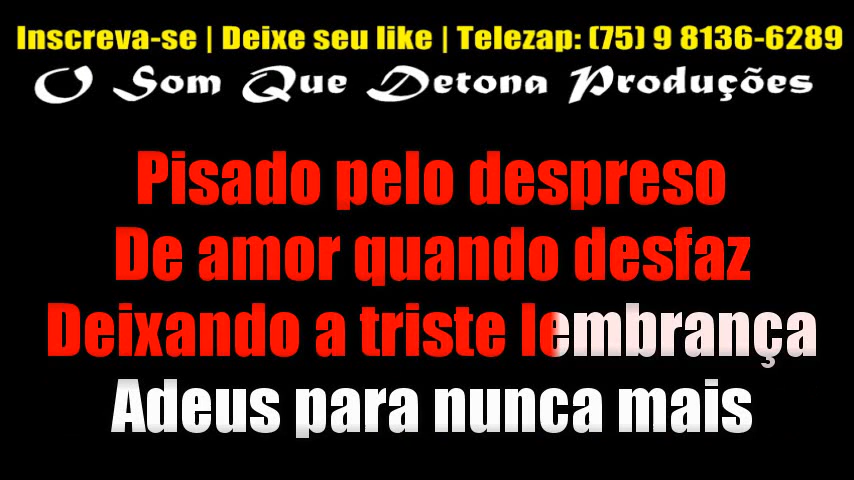 Inscreva-se | Deixe seu like | Telezap: (75) 9 8136-6289
O Som Que Detona Produções
Pisado pelo despreso
De amor quando desfaz
Deixando a triste lembrança
Adeus para nunca mais